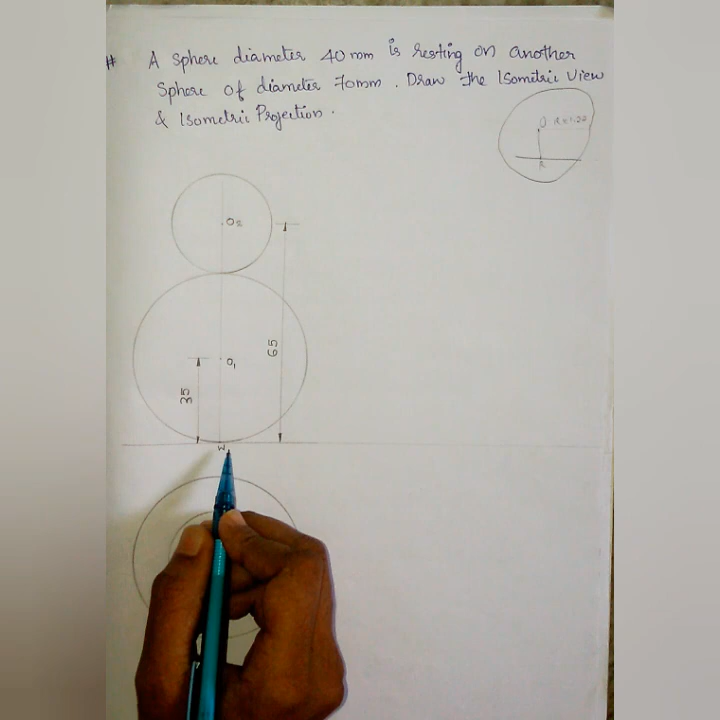 # A sphere diameter 40 mm is resting on another
Sphere of diameter 70mm . Draw the Isometric View
& Isometric Projection .
O
R
O₂
65
O₁
35
W